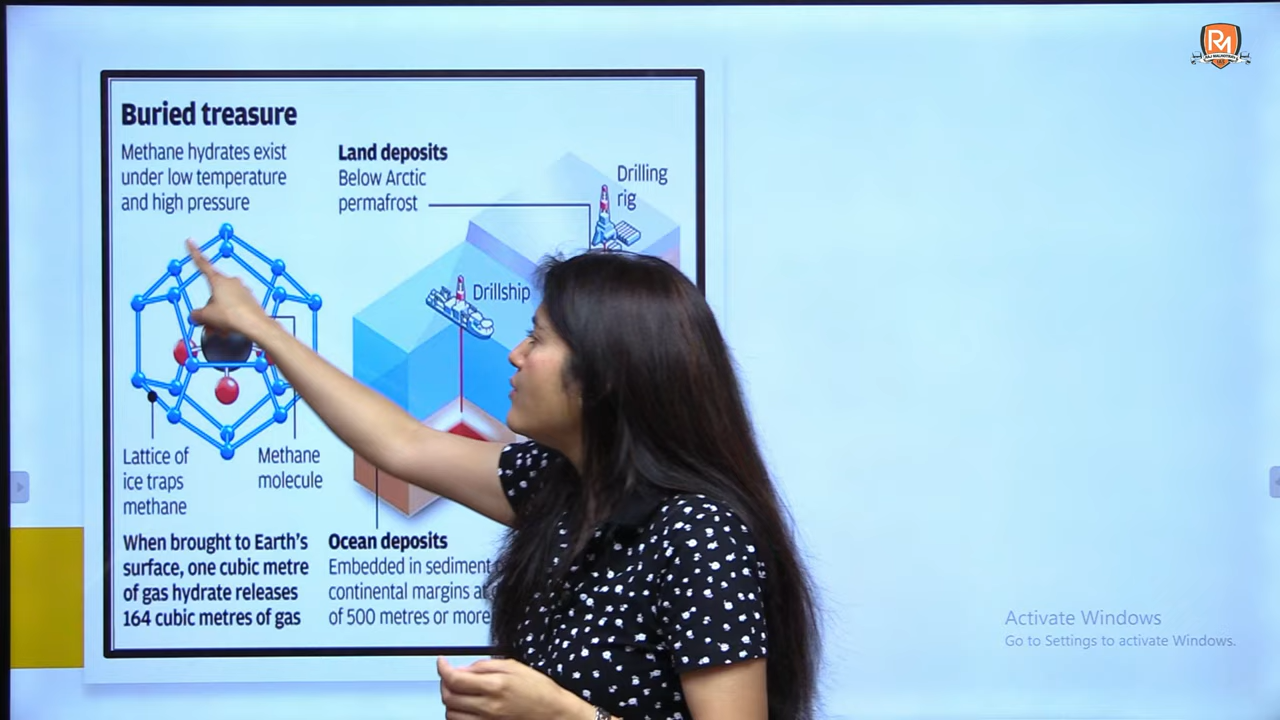 Buried treasure
Methane hydrates exist
under low temperature
and high pressure
Land deposits
Below Arctic
permafrost
Drilling
rig
Drillship
Lattice of
ice traps
methane
Methane
molecule
When brought to Earth's
surface, one cubic metre
of gas hydrate releases
164 cubic metres of gas
Ocean deposits
Embedded in sediment
continental margins at
of 500 metres or more
Activate Windows
Go to Settings to activate Windows.
RM